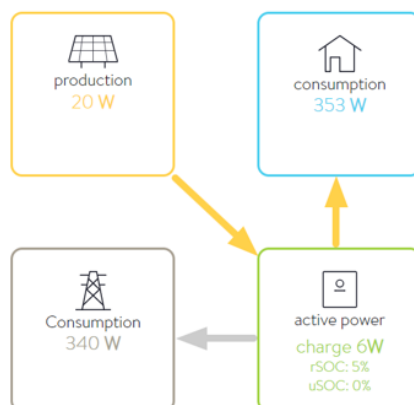 production
20 W
consumption
353 W
Consumption
340 W
active power
charge 6W
rSOC: 5%
uSOC: 0%